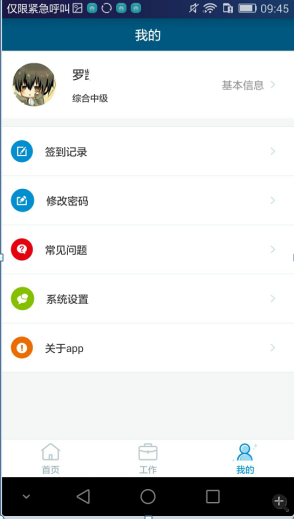 仅限紧急呼叫 09:45
我的
罗
综合中级
基本信息
签到记录
修改密码
常见问题
系统设置
关于app
首页 工作 我的